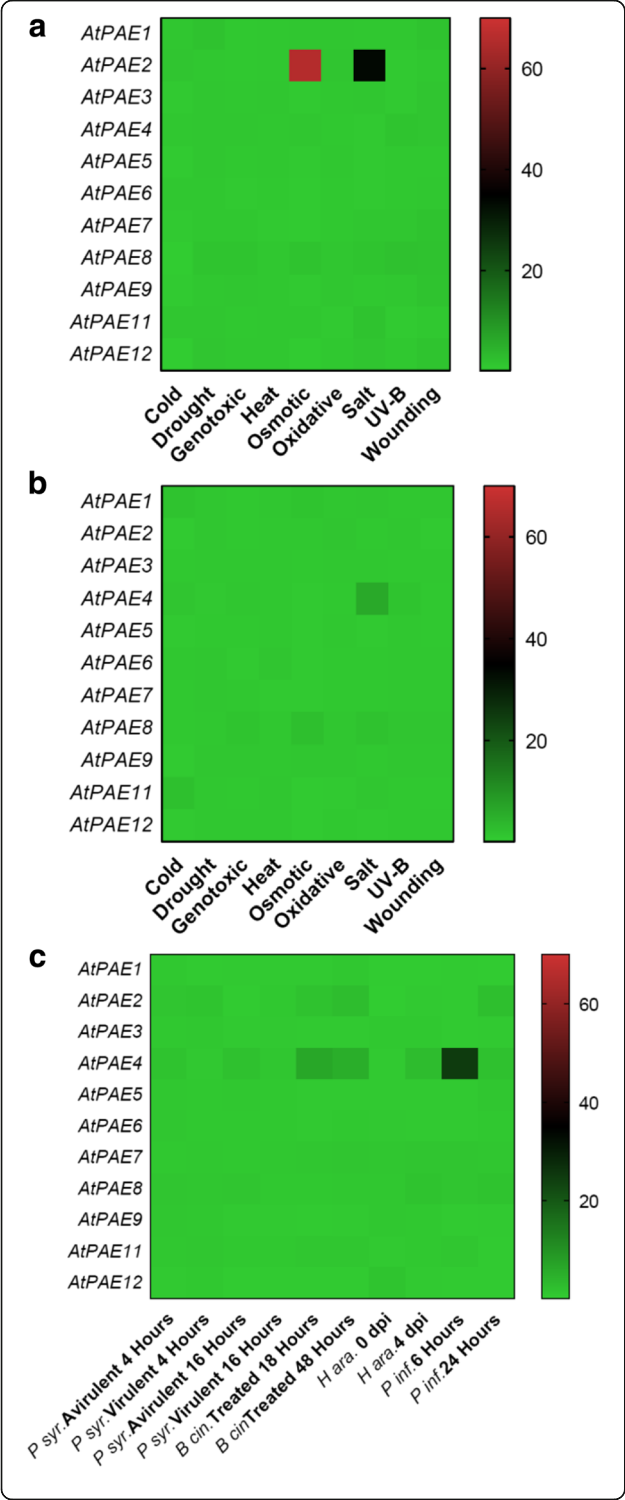 a
AtPAE1
AtPAE2
AtPAE3
AtPAE4
AtPAE5
AtPAE6
AtPAE7
AtPAE8
AtPAE9
AtPAE11
AtPAE12
60
40
20
Cold
Drought
Genotoxic
Heat
Osmotic
Oxidative
Salt
UV-B
Wounding
b
AtPAE1
AtPAE2
AtPAE3
AtPAE4
AtPAE5
AtPAE6
AtPAE7
AtPAE8
AtPAE9
AtPAE11
AtPAE12
60
40
20
Cold
Drought
Genotoxic
Heat
Osmotic
Oxidative
Salt
UV-B
Wounding
c
AtPAE1
AtPAE2
AtPAE3
AtPAE4
AtPAE5
AtPAE6
AtPAE7
AtPAE8
AtPAE9
AtPAE11
AtPAE12
60
40
20
P syr.Avirulent 4 Hours
P syr.Virulent 4 Hours
P syr.Avirulent 16 Hours
P syr.Virulent 16 Hours
B cin.Treated 18 Hours
B cinTreated 48 Hours
H ara. 0 dpi
H ara.4 dpi
P inf.6 Hours
P inf.24 Hours